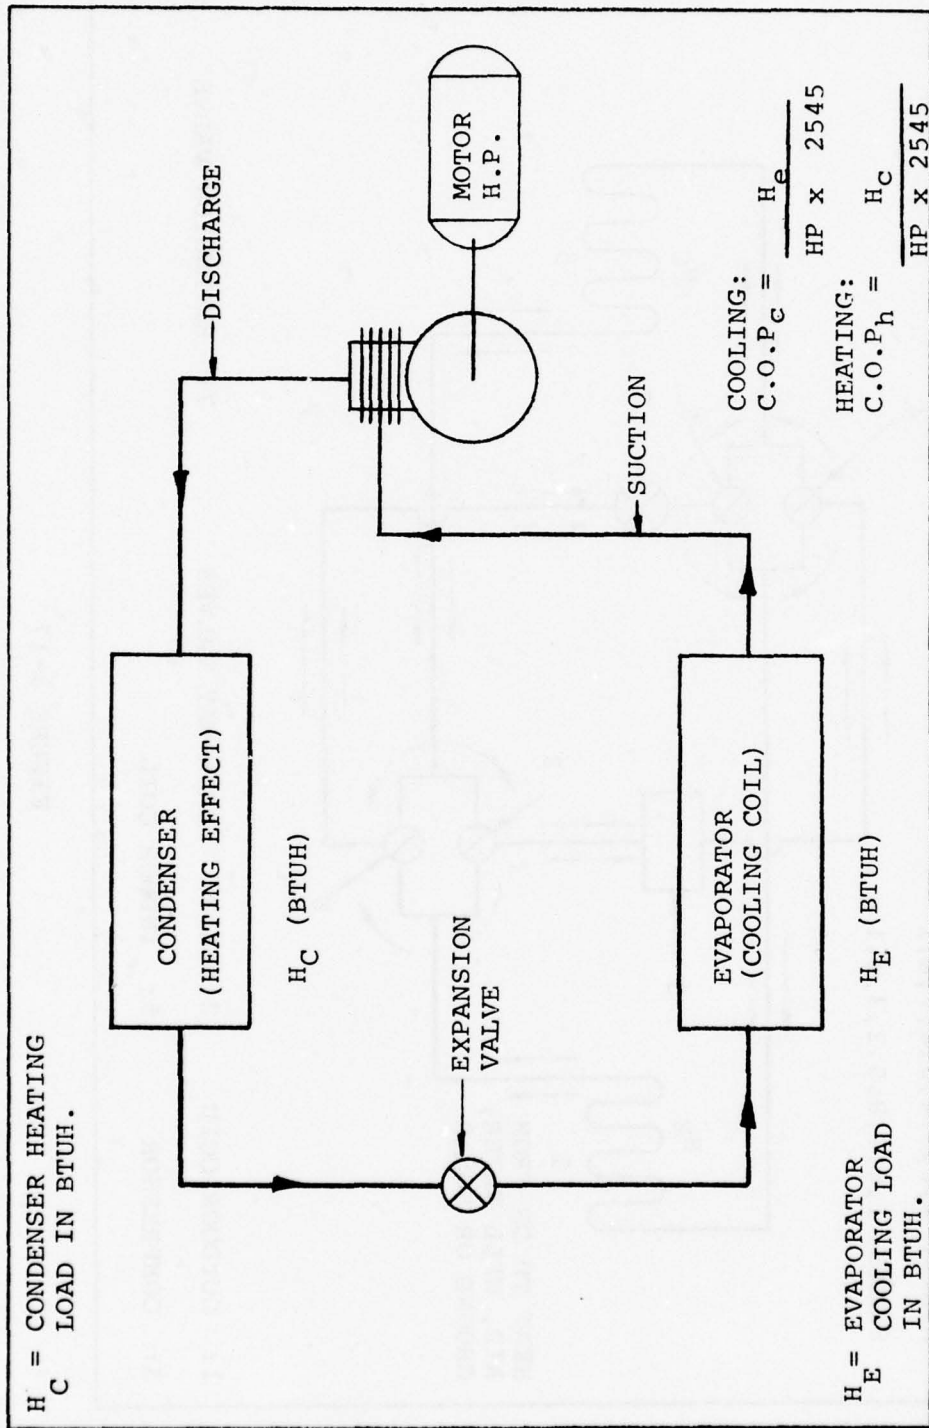 H_C = CONDENSER HEATING
LOAD IN BTUH.
CONDENSER
(HEATING EFFECT)
H_C (BTUH)
DISCHARGE
MOTOR
H.P.
EXPANSION
VALVE
SUCTION
EVAPORATOR
(COOLING COIL)
H_E (BTUH)
H_E = EVAPORATOR
COOLING LOAD
IN BTUH.
COOLING:
C.O.P_c = H_e
HP x 2545
HEATING:
C.O.P_h = H_c
HP x 2545